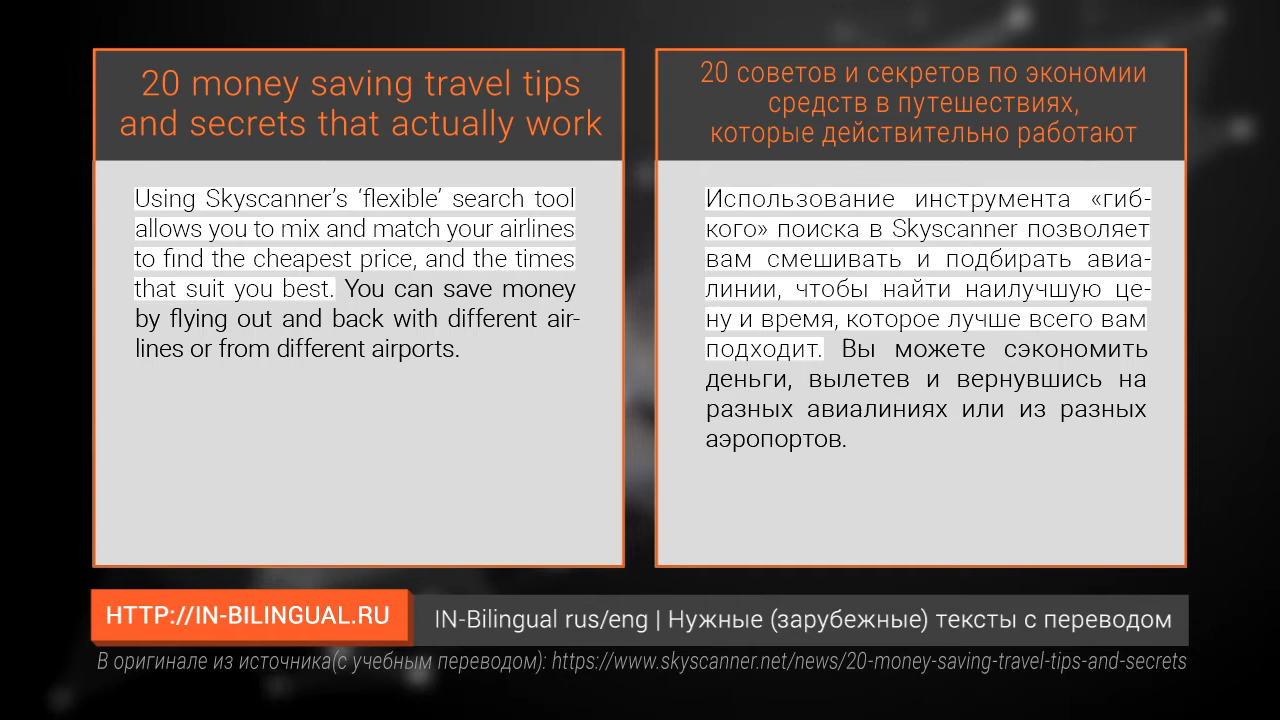 20 money saving travel tips
and secrets that actually work
Using Skyscanner’s ‘flexible’ search tool
allows you to mix and match your airlines
to find the cheapest price, and the times
that suit you best. You can save money
by flying out and back with different air-
lines or from different airports.
20 советов и секретов по экономии
средств в путешествиях,
которые действительно работают
Использование инструмента «гиб-
кого» поиска в Skyscanner позволяет
вам смешивать и подбирать авиа-
линии, чтобы найти наилучшую це-
ну и время, которое лучше всего вам
подходит. Вы можете сэкономить
деньги, вылетев и вернувшись на
разных авиалиниях или из разных
аэропортов.
HTTP://IN-BILINGUAL.RU
IN-Bilingual rus/eng | Нужные (зарубежные) тексты с переводом
В оригинале из источника(с учебным переводом): https://www.skyscanner.net/news/20-money-saving-travel-tips-and-secrets